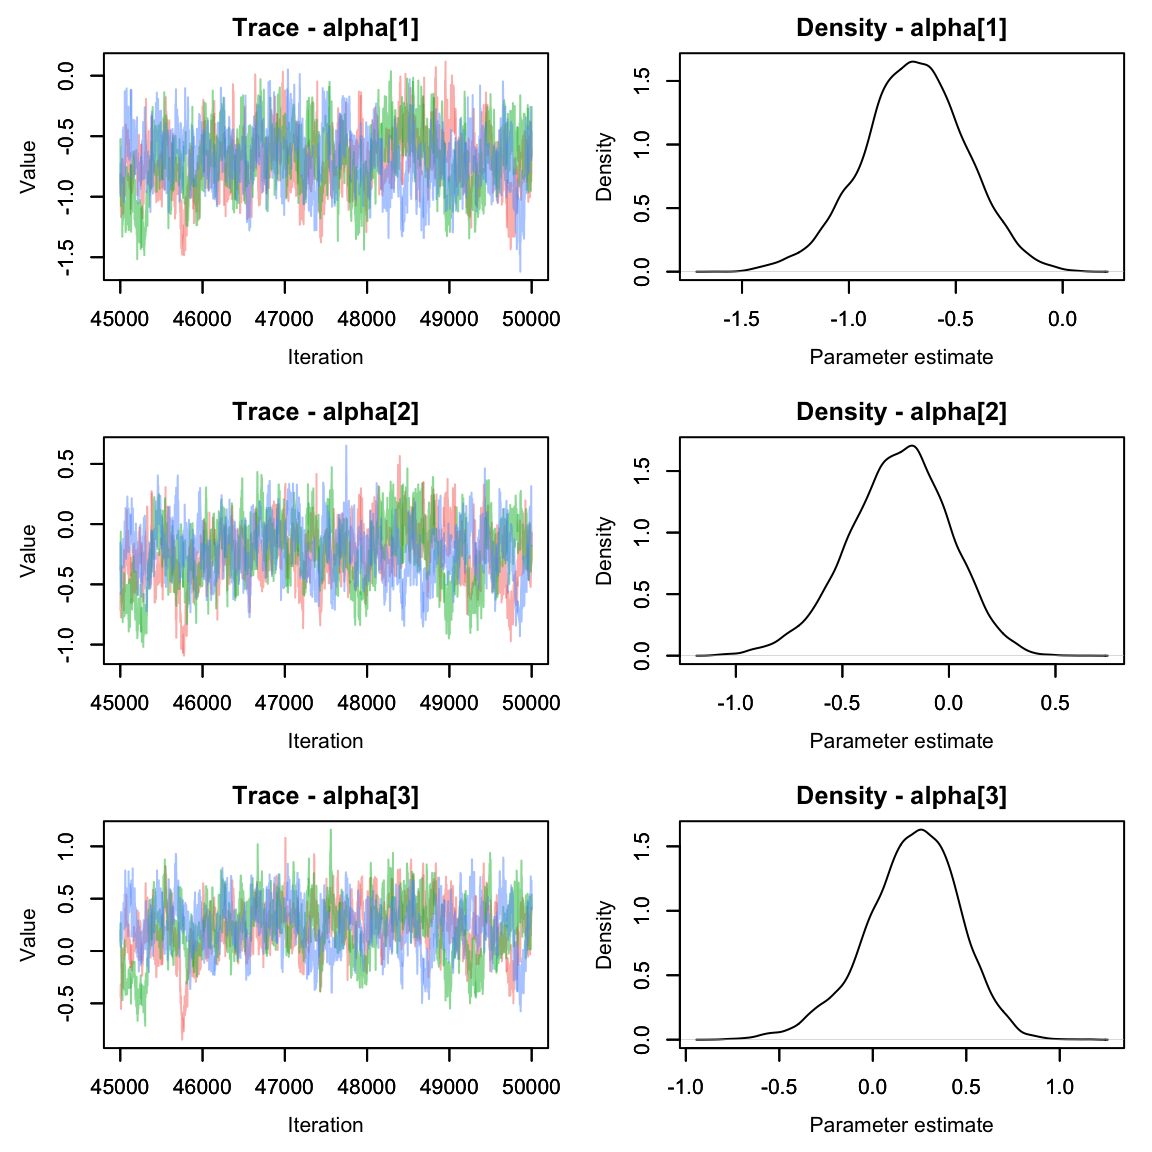 Trace - alpha[1]
Value
0.0
-0.5
-1.0
-1.5
45000 46000 47000 48000 49000 50000
Iteration
Density - alpha[1]
Density
1.5
1.0
0.5
0.0
-1.5 -1.0 -0.5 0.0
Parameter estimate
Trace - alpha[2]
Value
0.5
0.0
-0.5
-1.0
45000 46000 47000 48000 49000 50000
Iteration
Density - alpha[2]
Density
1.5
1.0
0.5
0.0
-1.0 -0.5 0.0 0.5
Parameter estimate
Trace - alpha[3]
Value
1.0
0.5
0.0
-0.5
45000 46000 47000 48000 49000 50000
Iteration
Density - alpha[3]
Density
1.5
1.0
0.5
0.0
-1.0 -0.5 0.0 0.5 1.0
Parameter estimate